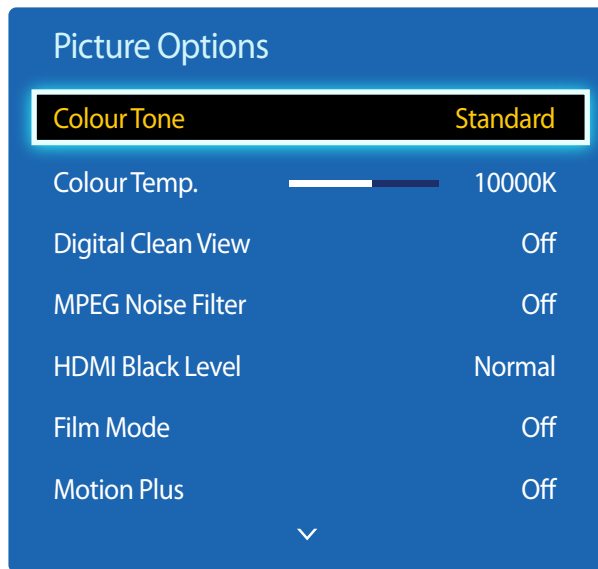 Picture Options
Colour Tone Standard
Colour Temp. 10000K
Digital Clean View Off
MPEG Noise Filter Off
HDMI Black Level Normal
Film Mode Off
Motion Plus Off